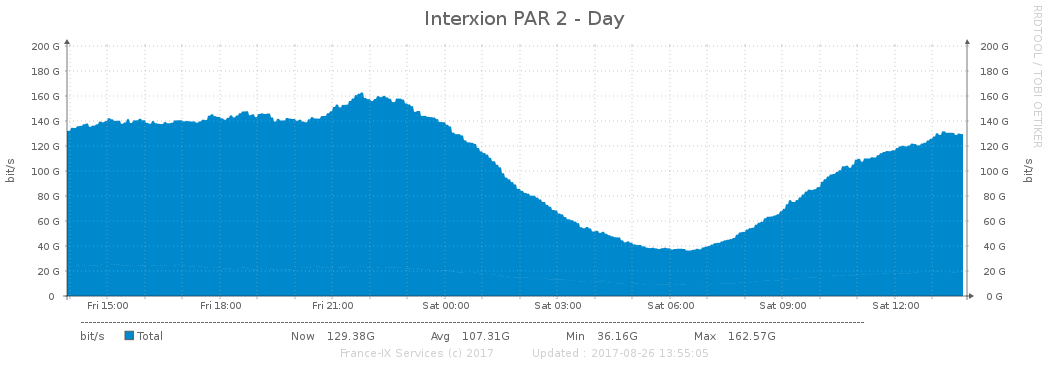 Interxion PAR 2 - Day
RRDTOOL / TOBI OETIKER
bit/s
200 G 200 G
180 G 180 G
160 G 160 G
140 G 140 G
120 G 120 G
100 G 100 G
80 G 80 G
60 G 60 G
40 G 40 G
20 G 20 G
0 0 G
bit/s
Fri 15:00 Fri 18:00 Fri 21:00 Sat 00:00 Sat 03:00 Sat 06:00 Sat 09:00 Sat 12:00
bit/s Total Now 129.38G Avg 107.31G Min 36.16G Max 162.57G
France-IX Services (c) 2017 Updated : 2017-08-26 13:55:05